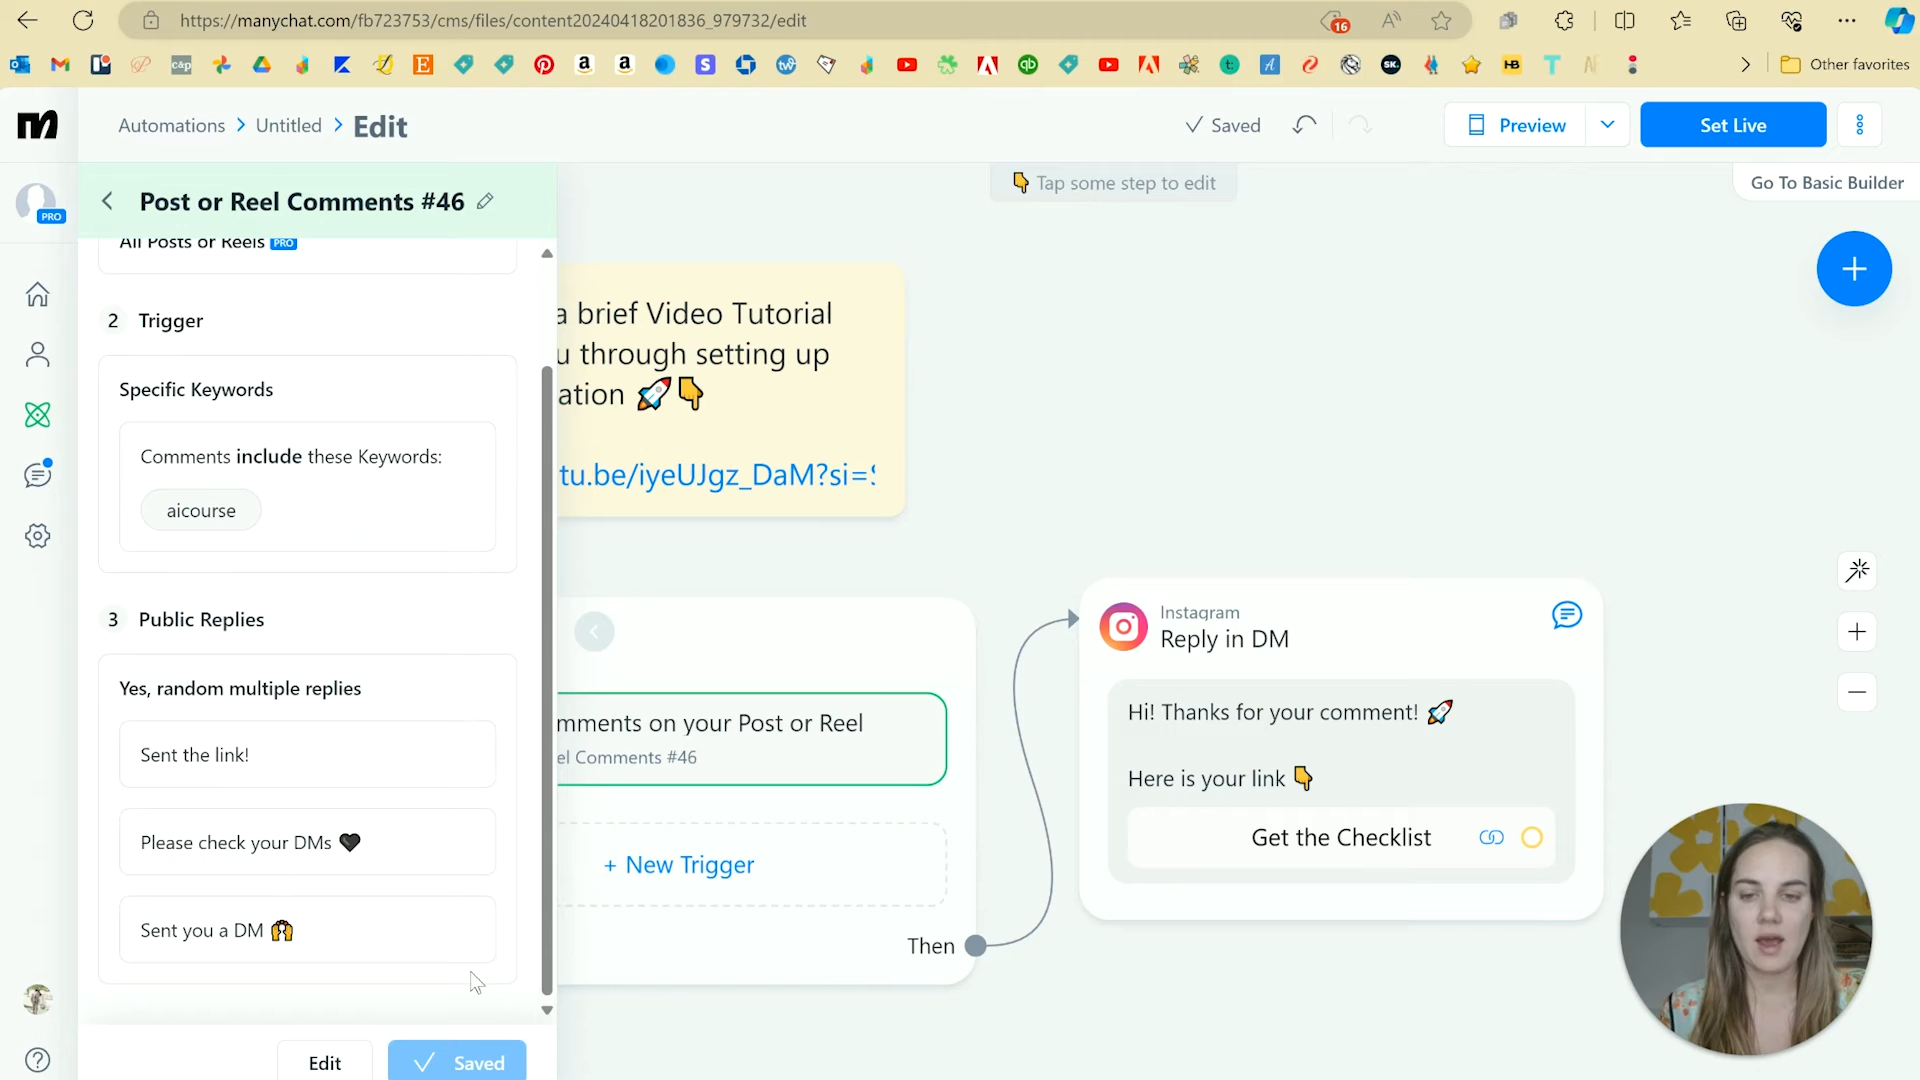 https://manychat.com/fb723753/cms/files/content20240418201836_979732/edit
16
Other favorites
Automations > Untitled > Edit
Saved
Preview
Set Live
PRO
Post or Reel Comments #46
👇 Tap some step to edit
Go To Basic Builder
All Posts or Reels PRO
2 Trigger
Specific Keywords
Comments include these Keywords:
aicourse
3 Public Replies
Yes, random multiple replies
Sent the link!
Please check your DMs 🖤
Sent you a DM 🙌
Edit
Saved
a brief Video Tutorial
u through setting up
ation 🚀👇
tu.be/iyeUJgz_DaM?si=
mments on your Post or Reel
el Comments #46
+ New Trigger
Then
Instagram
Reply in DM
Hi! Thanks for your comment! 🚀
Here is your link 👇
Get the Checklist